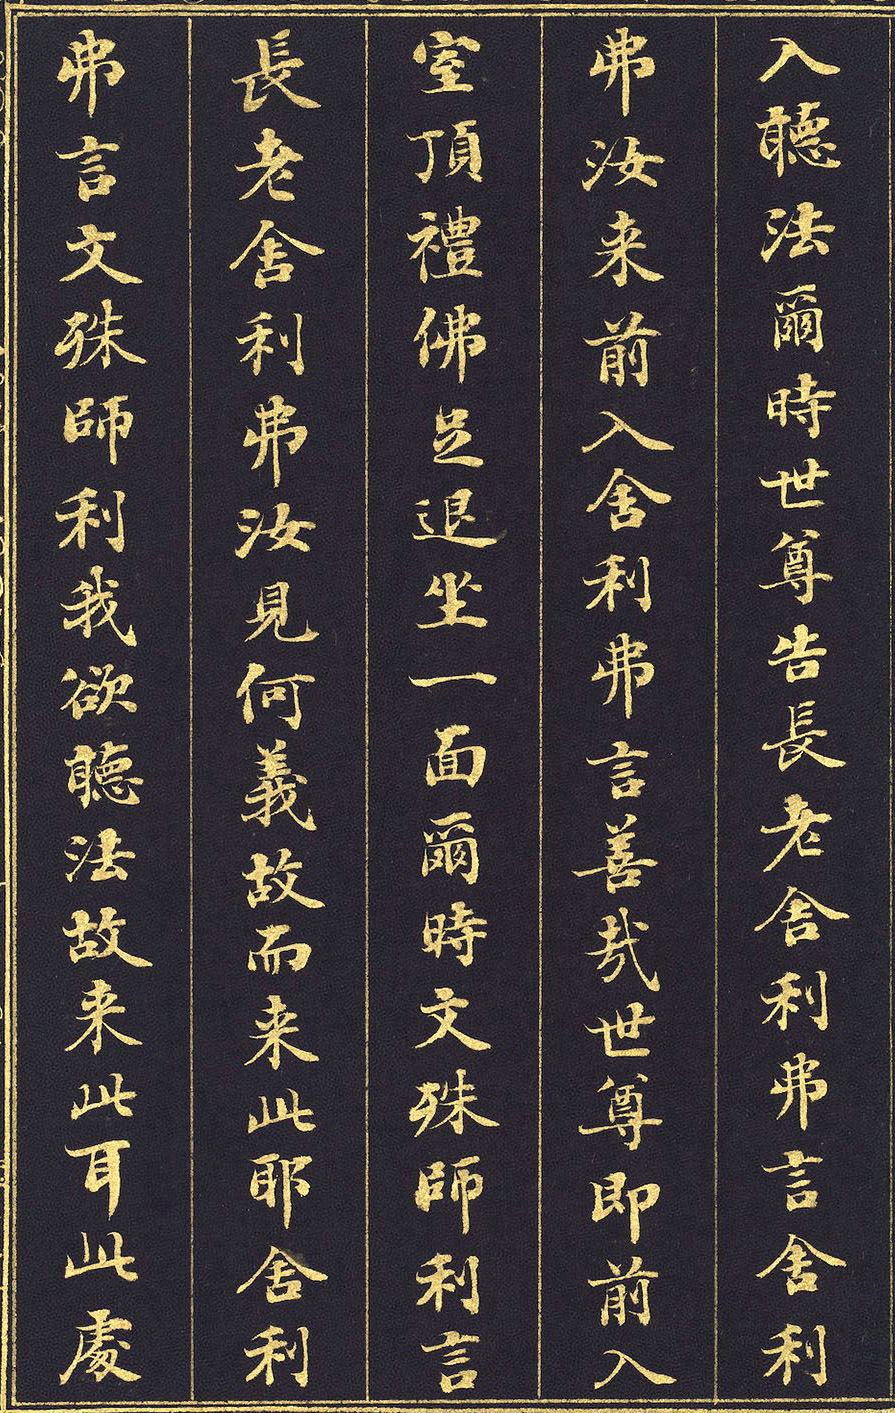 入聽法爾時世尊告長老舍利弗言舍利
弗汝来前入舍利弗言善哉世尊即前入
室頂禮佛足退坐一面爾時文殊師利言
長老舍利弗汝見何義故而来此耶舍利
弗言文殊師利我欲聽法故来此耳此處